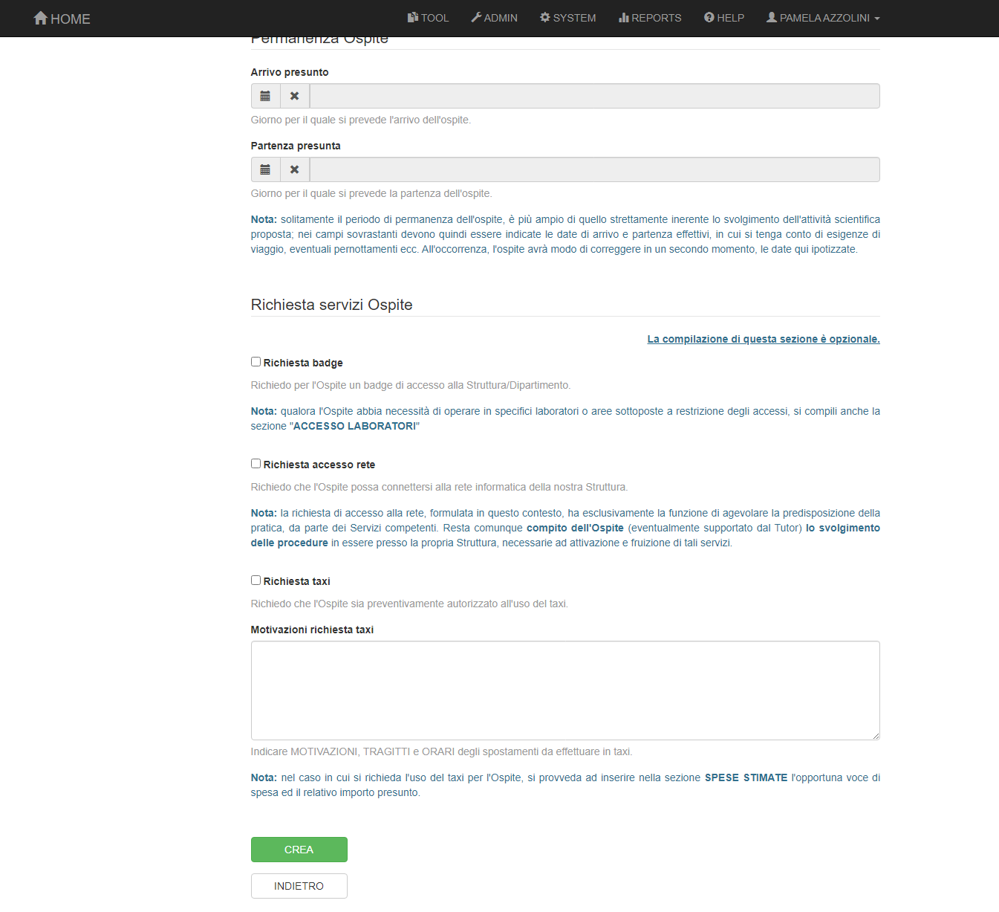 HOME TOOL ADMIN SYSTEM REPORTS HELP PAMELA AZZOLINI
Permanenza Ospite
Arrivo presunto
Giorno per il quale si prevede l'arrivo dell'ospite.
Partenza presunta
Giorno per il quale si prevede la partenza dell'ospite.
Nota: solitamente il periodo di permanenza dell'ospite, è più ampio di quello strettamente inerente lo svolgimento dell'attività scientifica
proposta; nei campi sovrastanti devono quindi essere indicate le date di arrivo e partenza effettivi, in cui si tenga conto di esigenze di
viaggio, eventuali pernottamenti ecc. All'occorrenza, l'ospite avrà modo di correggere in un secondo momento, le date qui ipotizzate.
Richiesta servizi Ospite
La compilazione di questa sezione è opzionale.
Richiesta badge
Richiedo per l'Ospite un badge di accesso alla Struttura/Dipartimento.
Nota: qualora l'Ospite abbia necessità di operare in specifici laboratori o aree sottoposte a restrizione degli accessi, si compili anche la
sezione "ACCESSO LABORATORI"
Richiesta accesso rete
Richiedo che l'Ospite possa connettersi alla rete informatica della nostra Struttura.
Nota: la richiesta di accesso alla rete, formulata in questo contesto, ha esclusivamente la funzione di agevolare la predisposizione della
pratica, da parte dei Servizi competenti. Resta comunque compito dell'Ospite (eventualmente supportato dal Tutor) lo svolgimento
delle procedure in essere presso la propria Struttura, necessarie ad attivazione e fruizione di tali servizi.
Richiesta taxi
Richiedo che l'Ospite sia preventivamente autorizzato all'uso del taxi.
Motivazioni richiesta taxi
Indicare MOTIVAZIONI, TRAGITTI e ORARI degli spostamenti da effettuare in taxi.
Nota: nel caso in cui si richieda l'uso del taxi per l'Ospite, si provveda ad inserire nella sezione SPESE STIMATE l'opportuna voce di
spesa ed il relativo importo presunto.
CREA
INDIETRO